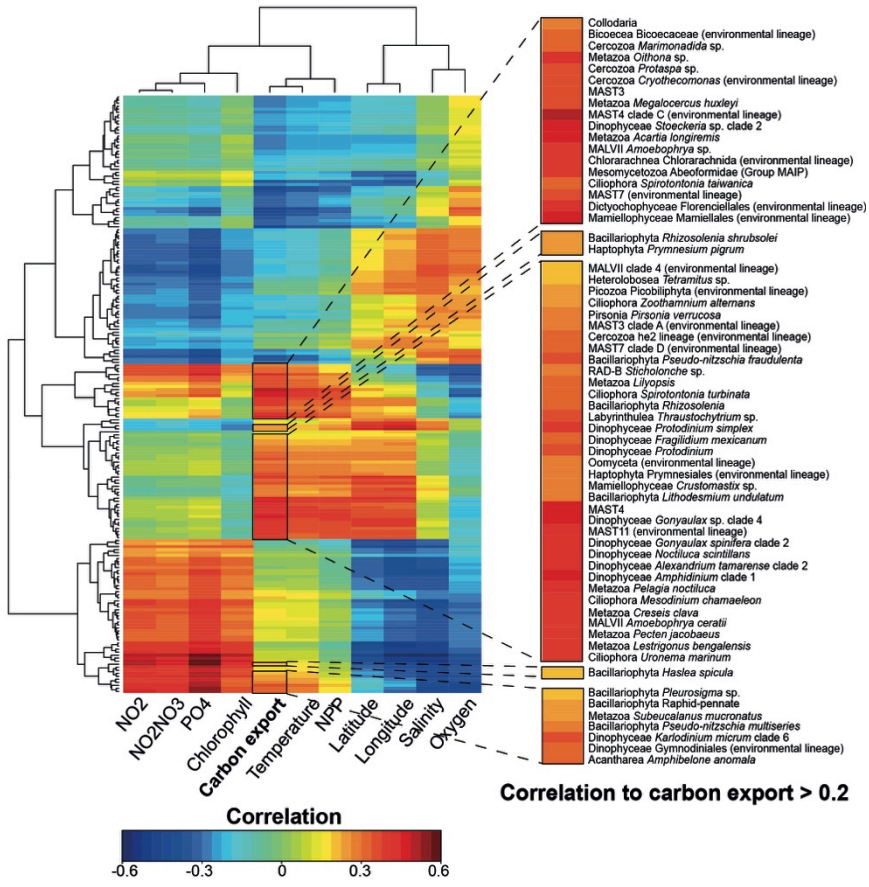 Collodaria
Bicoecea Bicoecaceae (environmental lineage)
Cercozoa Marimonadida sp.
Metazoa Oithona sp.
Cercozoa Protaspa sp.
Cercozoa Cryothecomonas (environmental lineage)
MAST3
Metazoa Megalocercus huxleyi
MAST4 clade C (environmental lineage)
Dinophyceae Stoeckeria sp. clade 2
Metazoa Acartia longiremis
MALVII Amoebophrya sp.
Chlorarachnea Chlorarachnida (environmental lineage)
Mesomycetozoa Abeoformidae (Group MAIP)
Ciliophora Spirotontonia taiwanica
MAST7 (environmental lineage)
Dictyochophyceae Florenciellales (environmental lineage)
Mamiellophyceae Mamiellales (environmental lineage)
Bacillariophyta Rhizosolenia shrubsolei
Haptophyta Prymnesium pigrum
MALVII clade 4 (environmental lineage)
Heterolobosea Tetramitus sp.
Picozoa Picobiliphyta (environmental lineage)
Ciliophora Zoothamnium alternans
Pirsonia Pirsonia verrucosa
MAST3 clade A (environmental lineage)
Cercozoa he2 lineage (environmental lineage)
MAST7 clade D (environmental lineage)
Bacillariophyta Pseudo-nitzschia fraudulenta
RAD-B Sticholonche sp.
Metazoa Lilyopsis
Ciliophora Spirotontonia turbinata
Bacillariophyta Rhizosolenia
Labyrinthulea Thraustochytrium sp.
Dinophyceae Protodinium simplex
Dinophyceae Fragilidium mexicanum
Dinophyceae Protodinium
Oomyceta (environmental lineage)
Haptophyta Prymnesiales (environmental lineage)
Mamiellophyceae Crustomastix sp.
Bacillariophyta Lithodesmium undulatum
MAST4
Dinophyceae Gonyaulax sp. clade 4
MAST11 (environmental lineage)
Dinophyceae Gonyaulax spinifera clade 2
Dinophyceae Noctiluca scintillans
Dinophyceae Alexandrium tamarense clade 2
Dinophyceae Amphidinium clade 1
Metazoa Pelagia noctiluca
Ciliophora Mesodinium chamaeleon
Metazoa Creseis clava
MALVII Amoebophrya ceratii
Metazoa Pecten jacobaeus
Metazoa Lestrigonus bengalensis
Ciliophora Uronema marinum
Bacillariophyta Haslea spicula
Bacillariophyta Pleurosigma sp.
Bacillariophyta Raphid-pennate
Metazoa Subeucalanus mucronatus
Bacillariophyta Pseudo-nitzschia multiseries
Dinophyceae Karlodinium micrum clade 6
Dinophyceae Gymnodiniales (environmental lineage)
Acantharea Amphibelone anomala
NO2
NO2NO3
PO4
Chlorophyll
Carbon export
Temperature
NPP
Latitude
Longitude
Salinity
Oxygen
Correlation to carbon export > 0.2
Correlation
-0.6
-0.3
0
0.3
0.6